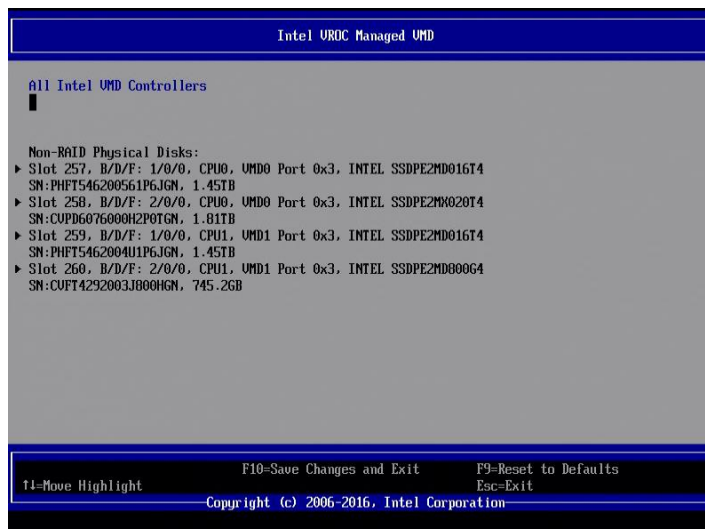 Intel VROC Managed VMD
All Intel VMD Controllers
Non-RAID Physical Disks:
Slot 257, B/D/F: 1/0/0, CPU0, VMD0 Port 0x3, INTEL SSDPE2MD016T4
SN:PHFT546200561P6JGN, 1.45TB
Slot 258, B/D/F: 2/0/0, CPU0, VMD0 Port 0x3, INTEL SSDPE2MX020T4
SN:CVPD6076000H2P0TGN, 1.81TB
Slot 259, B/D/F: 1/0/0, CPU1, VMD1 Port 0x3, INTEL SSDPE2MD016T4
SN:PHFT5462004U1P6JGN, 1.45TB
Slot 260, B/D/F: 2/0/0, CPU1, VMD1 Port 0x3, INTEL SSDPE2MD800G4
SN:CVFT4292003J800HGN, 745.2GB
F10=Save Changes and Exit F9=Reset to Defaults
↑↓=Move Highlight Esc=Exit
Copyright (c) 2006-2016, Intel Corporation